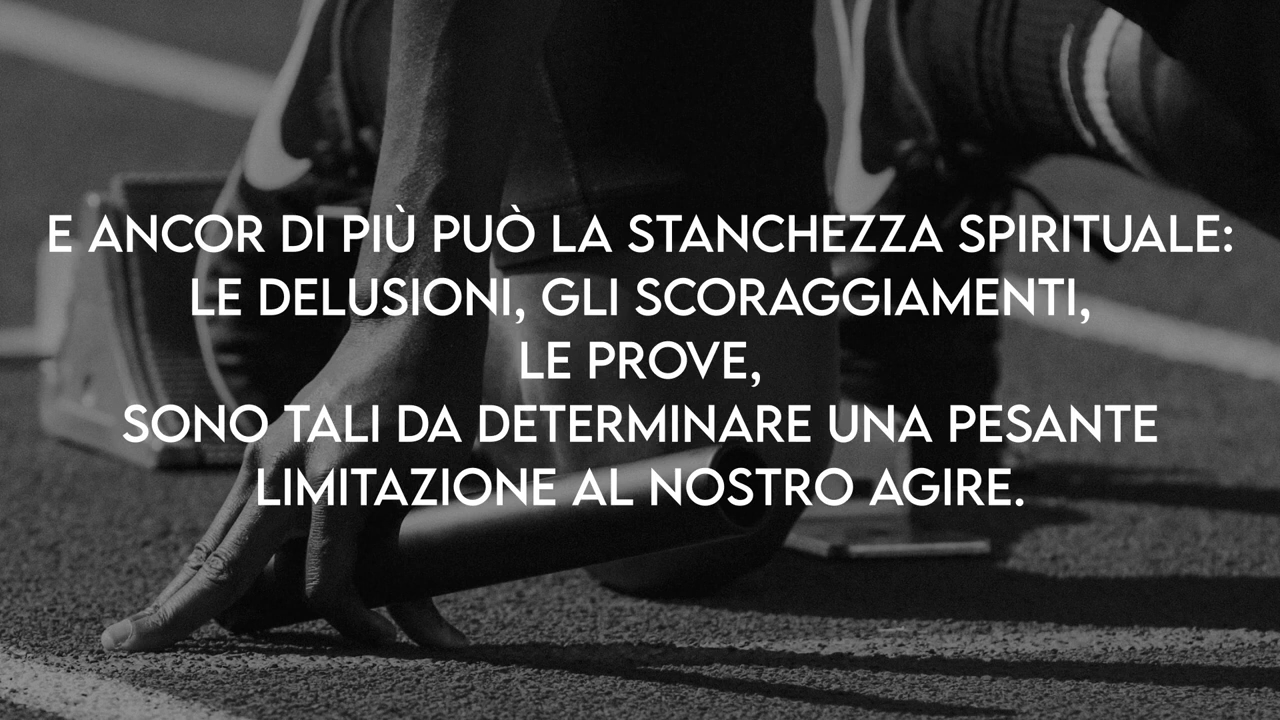 E ANCOR DI PIÙ PUÒ LA STANCHEZZA SPIRITUALE:
LE DELUSIONI, GLI SCORAGGIAMENTI,
LE PROVE,
SONO TALI DA DETERMINARE UNA PESANTE
LIMITAZIONE AL NOSTRO AGIRE.